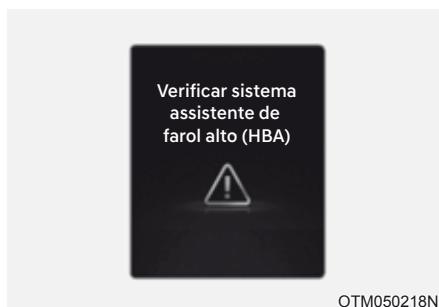 Verificar sistema
assistente de
farol alto (HBA)
OTM050218N